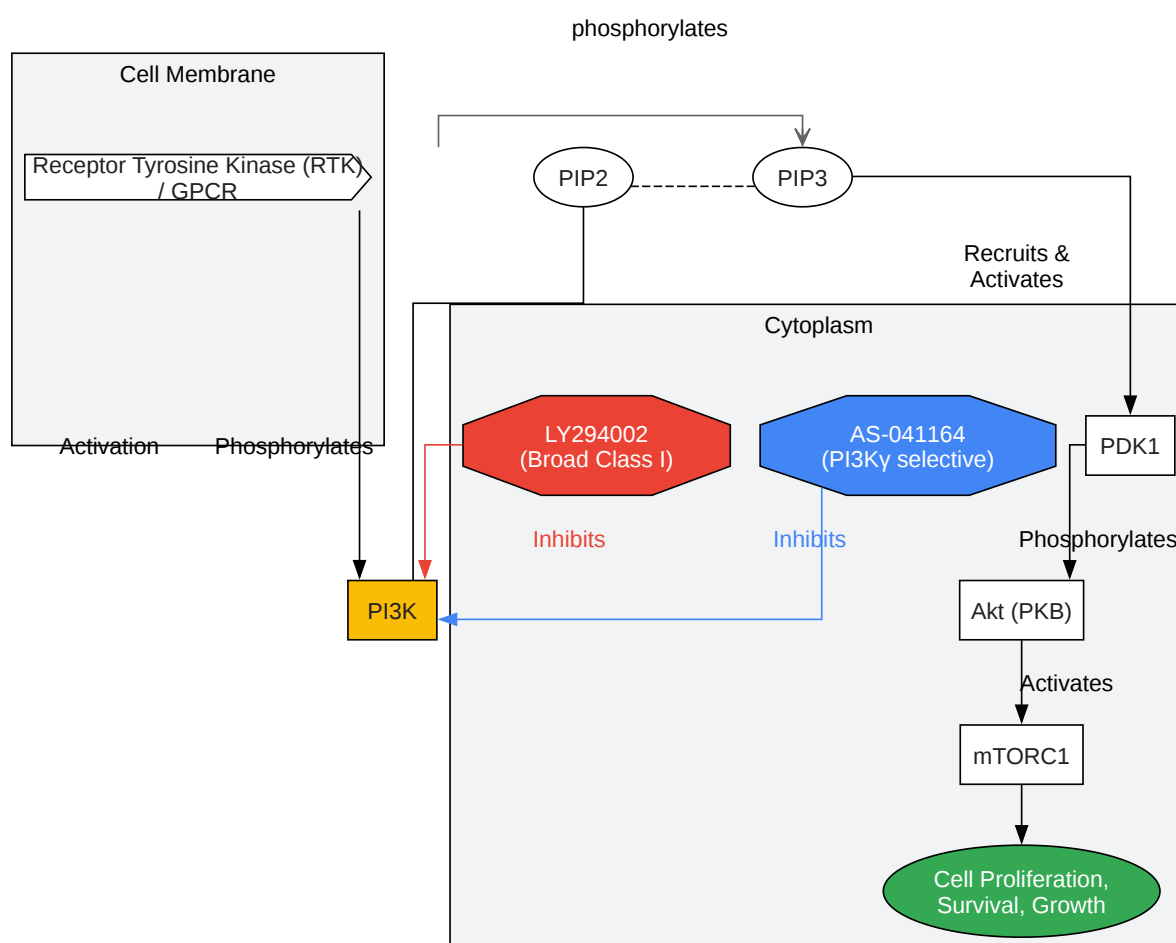 phosphorylates
Cell Membrane
Receptor Tyrosine Kinase (RTK)
/ GPCR
PIP2
PIP3
Recruits &
Activates
Cytoplasm
Activation
Phosphorylates
LY294002
(Broad Class I)
AS-041164
(PI3Kγ selective)
PDK1
Inhibits
Inhibits
Phosphorylates
PI3K
Akt (PKB)
Activates
mTORC1
Cell Proliferation,
Survival, Growth